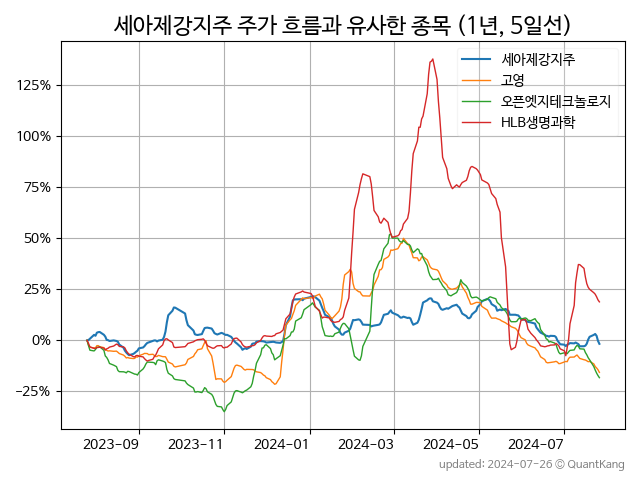 세아제강지주 주가 흐름과 유사한 종목 (1년, 5일선)
세아제강지주
고영
오픈엣지테크놀로지
HLB생명과학
125%
100%
75%
50%
25%
0%
−25%
2023-09 2023-11 2024-01 2024-03 2024-05 2024-07
updated: 2024-07-26 © QuantKang